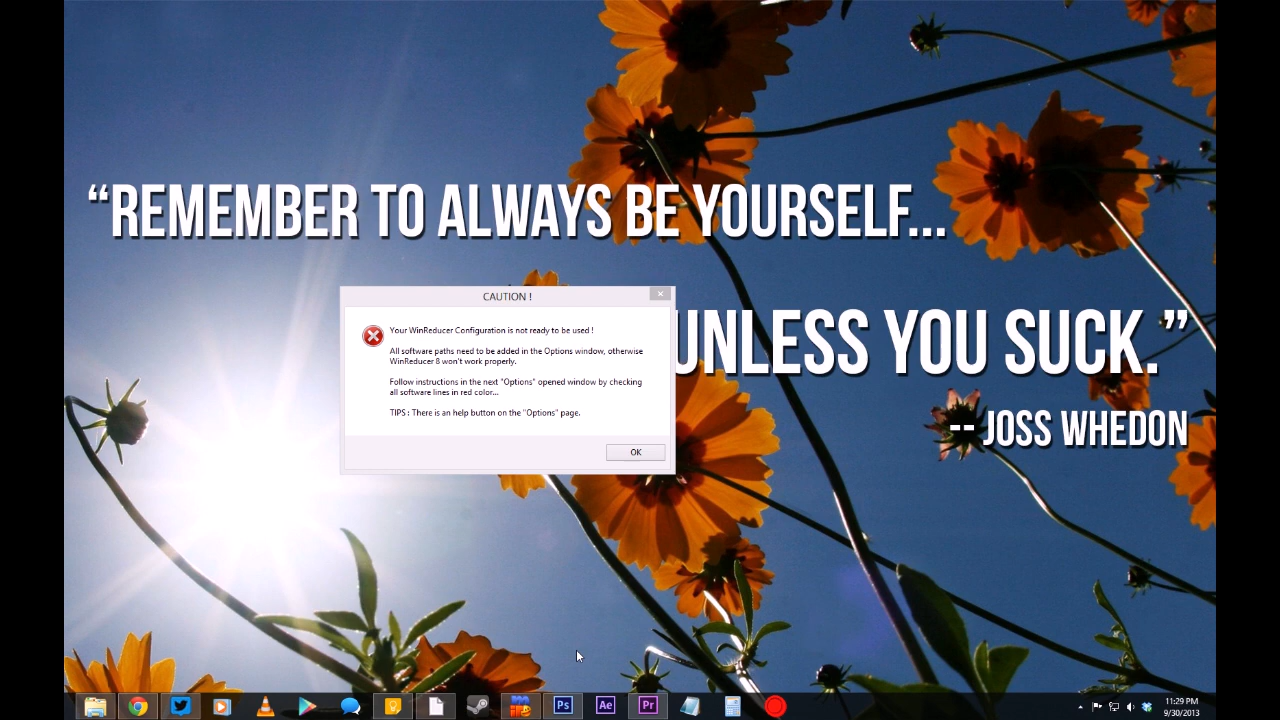 “REMEMBER TO ALWAYS BE YOURSELF...
UNLESS YOU SUCK.”
-- JOSS WHEDON
CAUTION !
Your WinReducer Configuration is not ready to be used !
All software paths need to be added in the Options window, otherwise
WinReducer 8 won't work properly.
Follow instructions in the next "Options" opened window by checking
all software lines in red color...
TIPS : There is an help button on the "Options" page.
OK
Ps
Ae
Pr
11:29 PM
9/30/2013